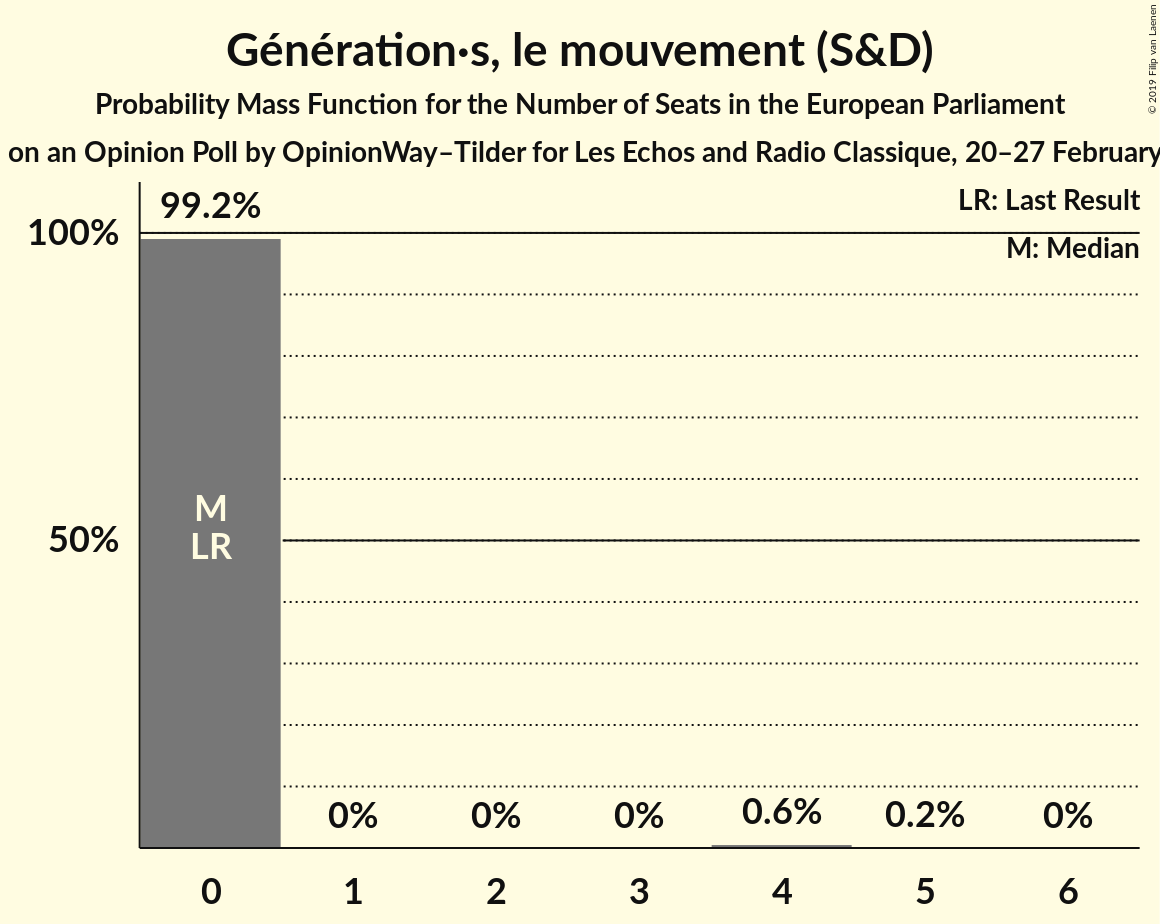 Génération·s, le mouvement (S&D)
Probability Mass Function for the Number of Seats in the European Parliament
on an Opinion Poll by OpinionWay–Tilder for Les Echos and Radio Classique, 20–27 February
© 2019 Filip van Laenen
LR: Last Result
M: Median
99.2%
100%
50%
M
LR
0%
0%
0%
0.6%
0.2%
0%
0
1
2
3
4
5
6